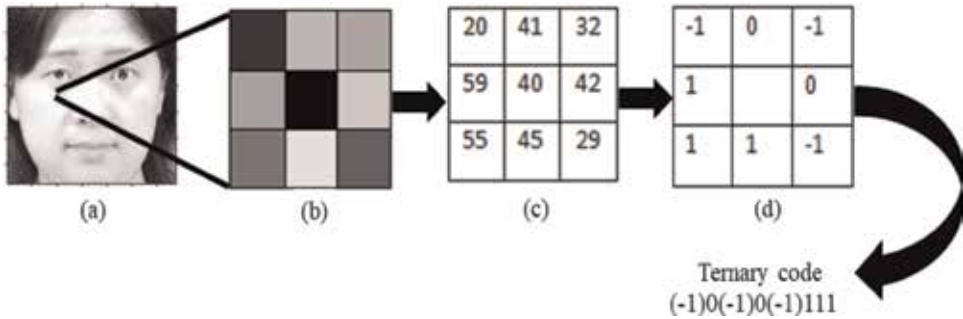 20 41 32
59 40 42
55 45 29
-1 0 -1
1 0
1 1 -1
(a) (b) (c) (d)
Ternary code
(-1)0(-1)0(-1)111